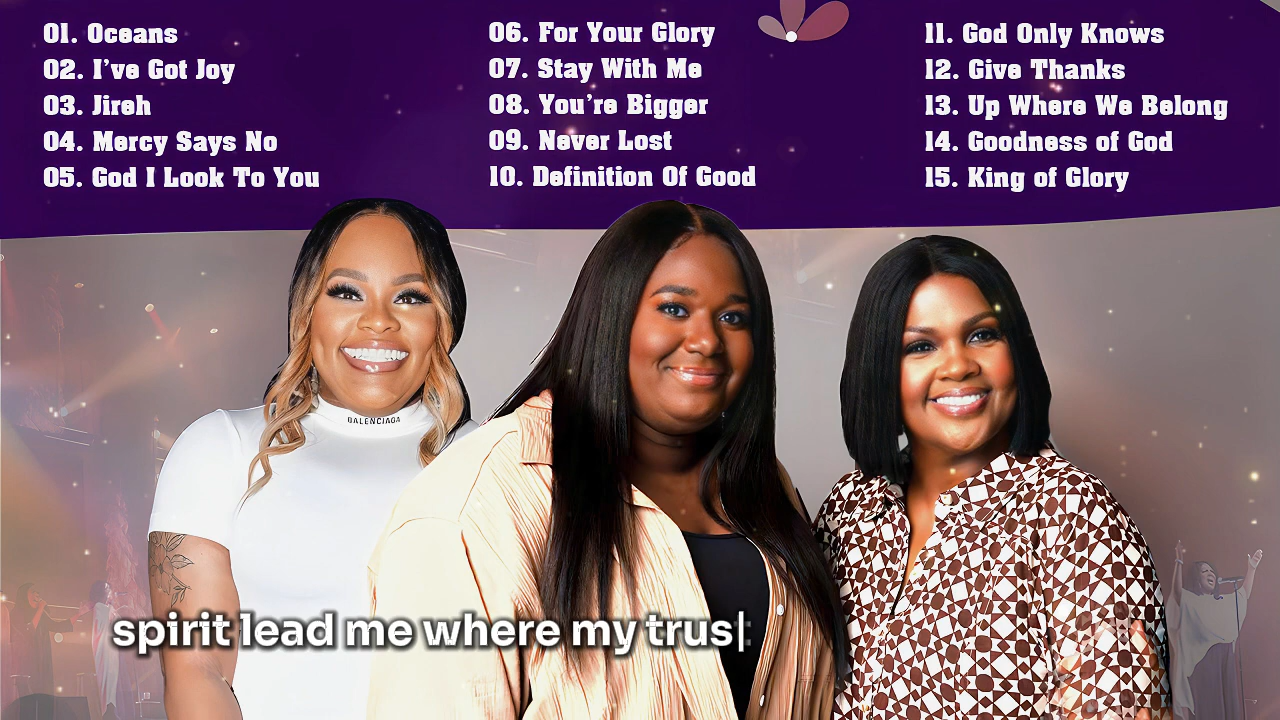 01. Oceans
02. I've Got Joy
03. Jireh
04. Mercy Says No
05. God I Look To You
06. For Your Glory
07. Stay With Me
08. You're Bigger
09. Never Lost
10. Definition Of Good
11. God Only Knows
12. Give Thanks
13. Up Where We Belong
14. Goodness of God
15. King of Glory
BALENCIAGA
spirit lead me where my trus|